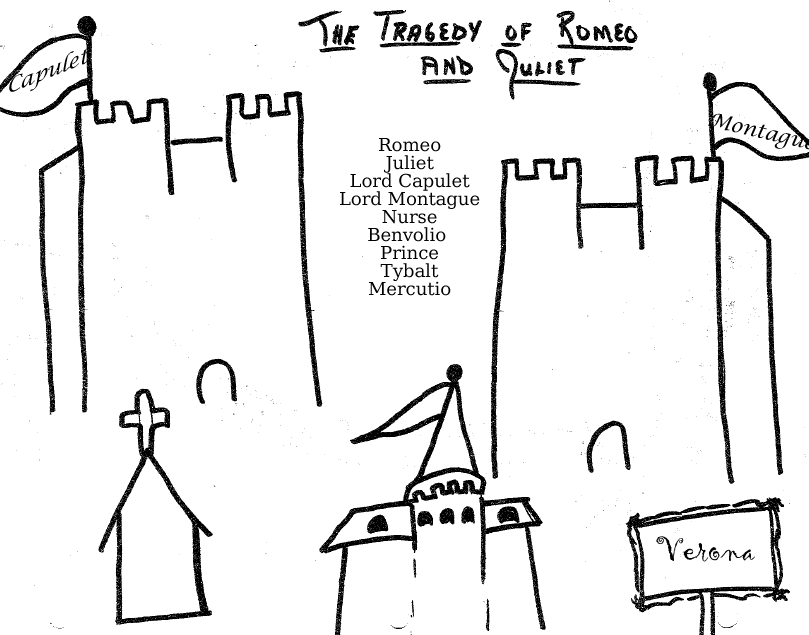 THE TRAGEDY OF ROMEO
AND JULIET
Capulet
Montague
Romeo
Juliet
Lord Capulet
Lord Montague
Nurse
Benvolio
Prince
Tybalt
Mercutio
Verona